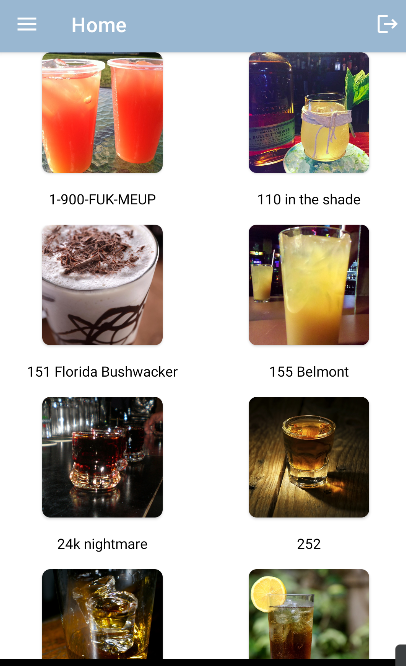 Home
1-900-FUK-MEUP
110 in the shade
151 Florida Bushwacker
155 Belmont
24k nightmare
252